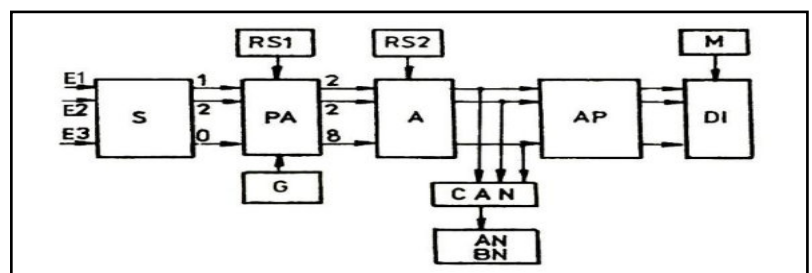 RS1 RS2 M
E1 1 2
E2 S 2 PA 2 A AP DI
E3 0 8
G CAN
AN
BN